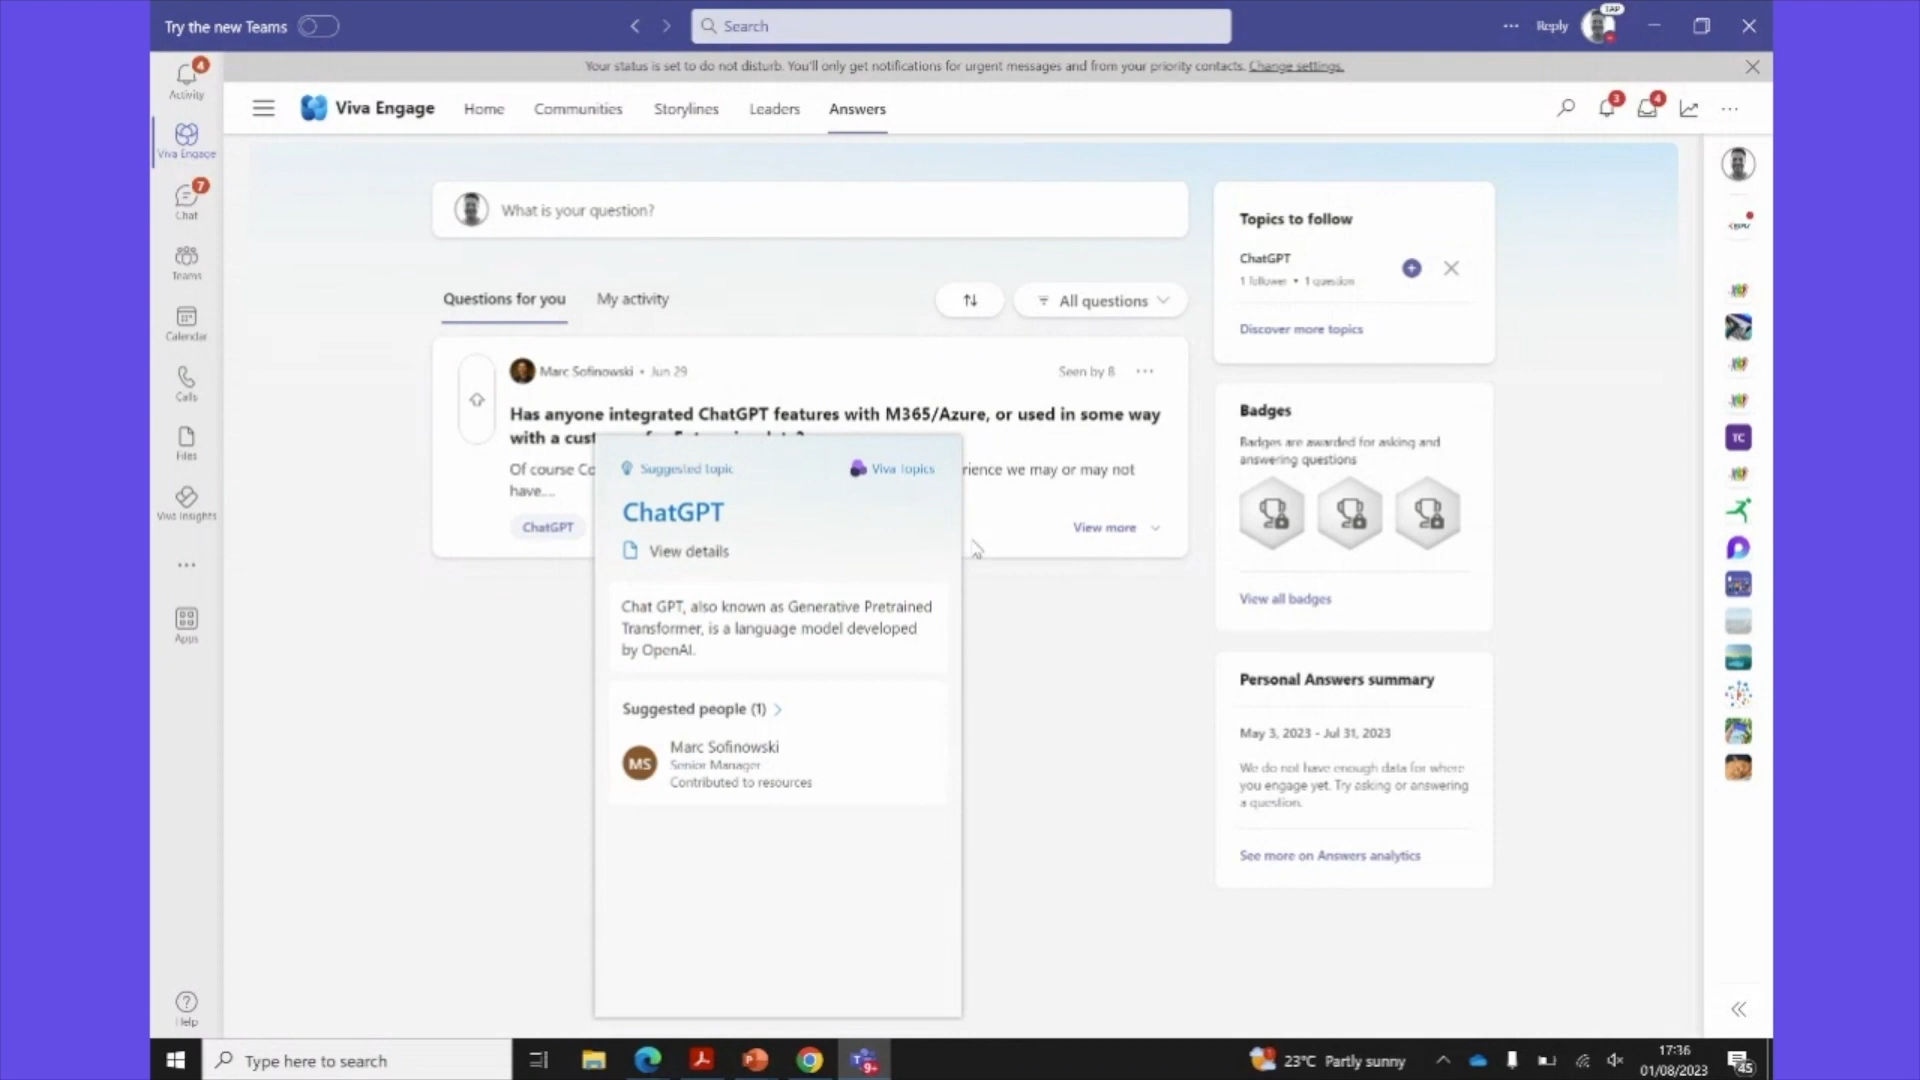 Try the new Teams
Search
Reply
TAP
Your status is set to do not disturb. You'll only get notifications for urgent messages and from your priority contacts. Change settings.
4
Activity
Viva Engage
7
Chat
Teams
Calendar
Calls
Files
Viva Insights
Apps
Help
Viva Engage
Home
Communities
Storylines
Leaders
Answers
3
4
What is your question?
Questions for you
My activity
All questions
Marc Sofinowski • Jun 29
Seen by 8
Has anyone integrated ChatGPT features with M365/Azure, or used in some way
with a
Of course
rience we may or may not
have....
ChatGPT
View more
Suggested topic
Viva Topics
ChatGPT
View details
Chat GPT, also known as Generative Pretrained
Transformer, is a language model developed
by OpenAI.
Suggested people (1)
MS
Marc Sofinowski
Senior Manager
Contributed to resources
Topics to follow
ChatGPT
1 follower • 1 question
Discover more topics
Badges
Badges are awarded for asking and
answering questions
View all badges
Personal Answers summary
May 3, 2023 - Jul 31, 2023
We do not have enough data for where
you engage yet. Try asking or answering
a question.
See more on Answers analytics
TC
Type here to search
9+
23°C Partly sunny
17:36
01/08/2023
45